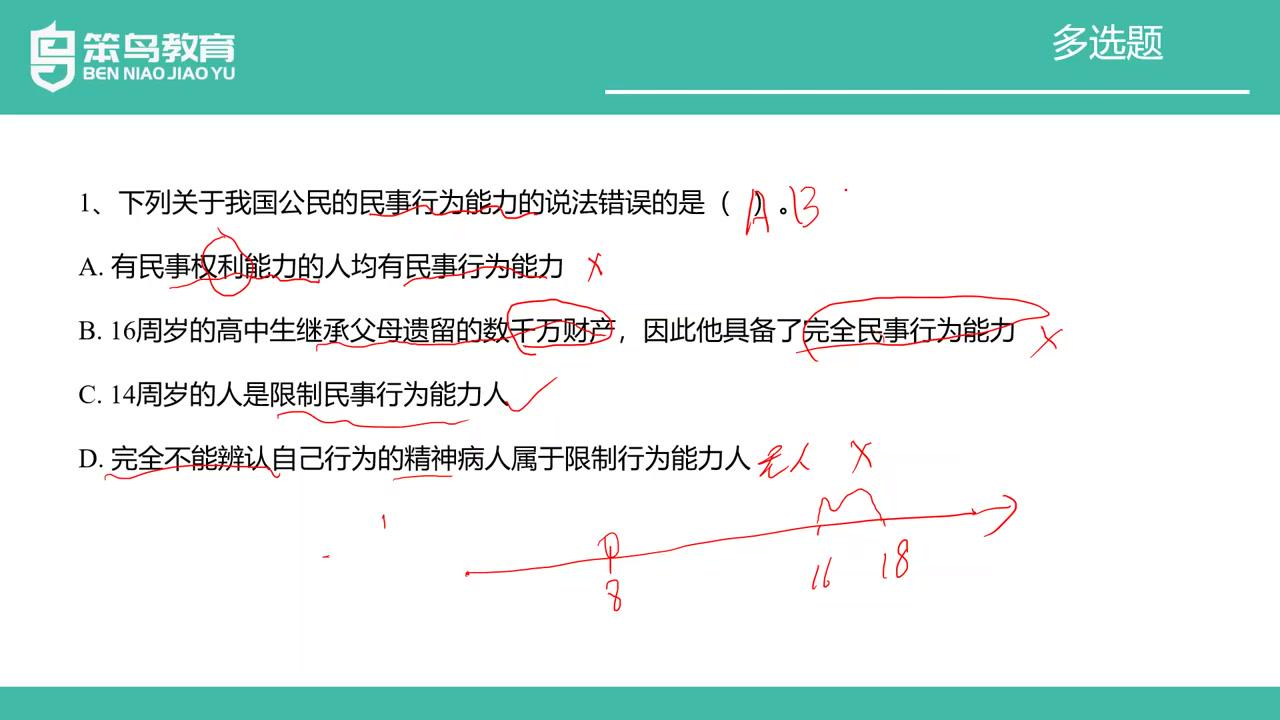 笨鸟教育
BEN NIAO JIAO YU
多选题
1、下列关于我国公民的民事行为能力的说法错误的是（ ）。A.B
A. 有民事权利能力的人均有民事行为能力 X
B. 16周岁的高中生继承父母遗留的数千万财产，因此他具备了完全民事行为能力 X
C. 14周岁的人是限制民事行为能力人
D. 完全不能辨认自己行为的精神病人属于限制行为能力人 无人 X
8 16 18